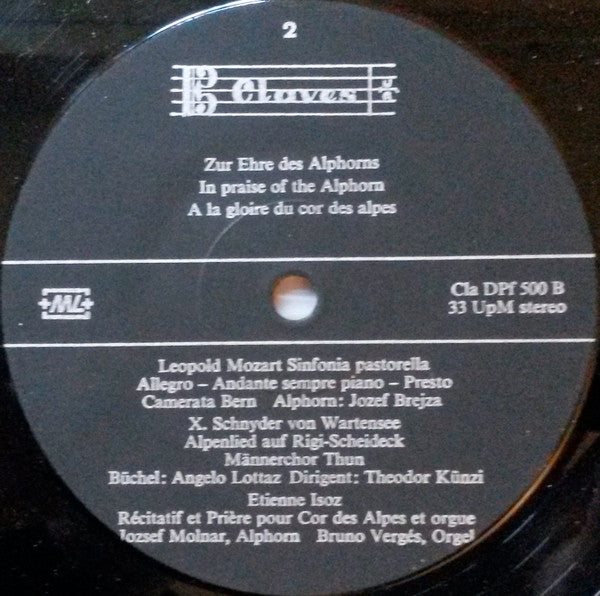 2
Claves
Zur Ehre des Alphorns
In praise of the Alphorn
A la gloire du cor des alpes
+ML+
Cla DPf 500 B
33 UpM stereo
Leopold Mozart Sinfonia pastorella
Allegro – Andante sempre piano – Presto
Camerata Bern Alphorn: Jozef Brejza
X. Schnyder von Wartensee
Alpenlied auf Rigi-Scheideck
Männerchor Thun
Büchel: Angelo Lottaz Dirigent: Theodor Künzi
Etienne Isoz
Récitatif et Prière pour Cor des Alpes et orgue
Jozsef Molnar, Alphorn Bruno Vergés, Orgel